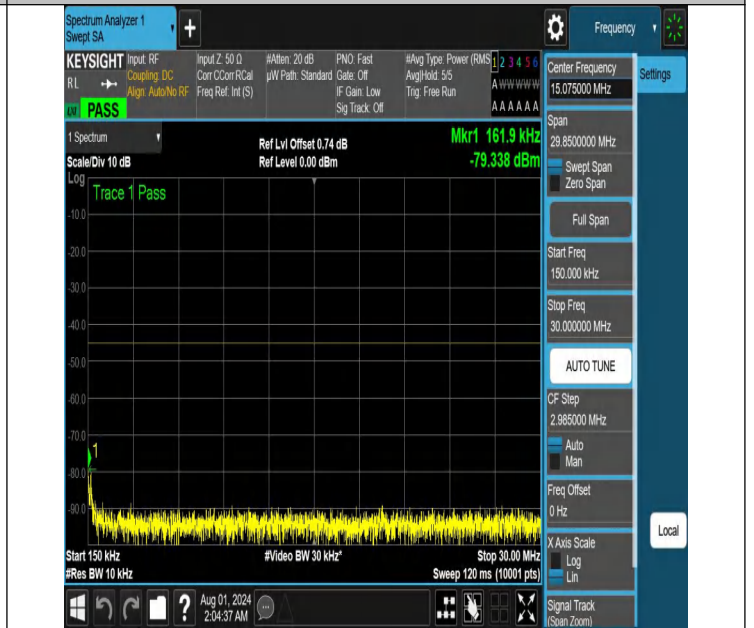 Spectrum Analyzer 1
Swept SA
+
Frequency
KEYSIGHT
RL
PASS
Input: RF
Coupling: DC
Align: Auto/No RF
Input Z: 50 Ω
Corr CCorr RCal
Freq Ref: Int (S)
#Atten: 20 dB
µW Path: Standard
PNO: Fast
Gate: Off
IF Gain: Low
Sig Track: Off
#Avg Type: Power (RMS
Avg|Hold: 5/5
Trig: Free Run
1 2 3 4 5 6
A W W W W W
A A A A A A
1 Spectrum
Scale/Div 10 dB
Ref Lvl Offset 0.74 dB
Ref Level 0.00 dBm
Mkr1 161.9 kHz
-79.338 dBm
Log
Trace 1 Pass
-10.0
-20.0
-30.0
-40.0
-50.0
-60.0
-70.0
1
-80.0
-90.0
Start 150 kHz
#Res BW 10 kHz
#Video BW 30 kHz*
Stop 30.00 MHz
Sweep 120 ms (10001 pts)
Aug 01, 2024
2:04:37 AM
Center Frequency
15.075000 MHz
Settings
Span
29.8500000 MHz
Swept Span
Zero Span
Full Span
Start Freq
150.000 kHz
Stop Freq
30.000000 MHz
AUTO TUNE
CF Step
2.985000 MHz
Auto
Man
Freq Offset
0 Hz
X Axis Scale
Log
Lin
Local
Signal Track
(Span Zoom)